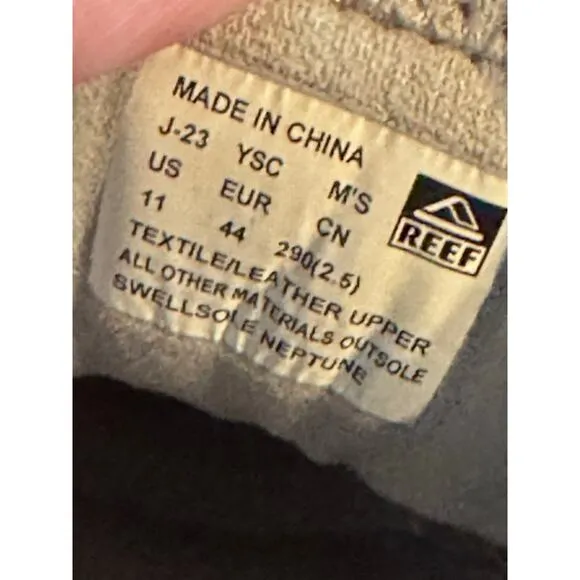 MADE IN CHINA
J-23 YSC M'S
US EUR CN
11 44 290(2.5)
TEXTILE/LEATHER UPPER
ALL OTHER MATERIALS OUTSOLE
SWELLSOLE NEPTUNE
REEF